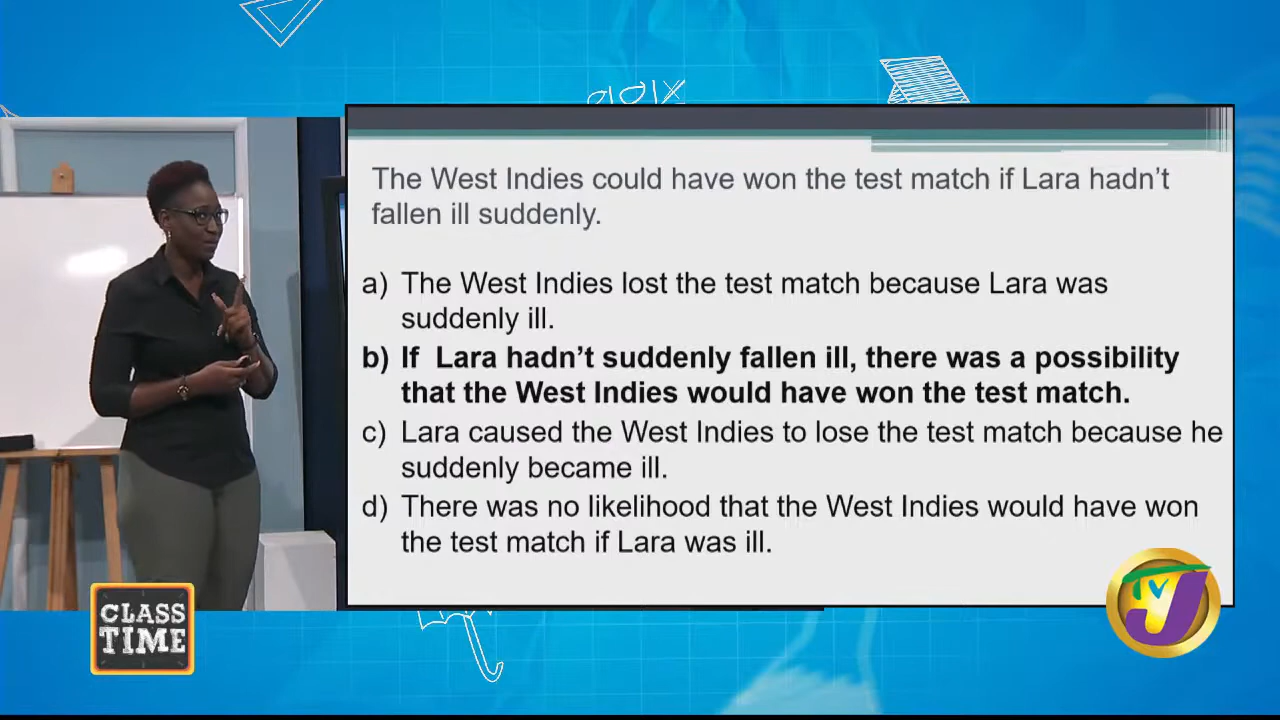 The West Indies could have won the test match if Lara hadn't
fallen ill suddenly.
a) The West Indies lost the test match because Lara was
suddenly ill.
b) If Lara hadn't suddenly fallen ill, there was a possibility
that the West Indies would have won the test match.
c) Lara caused the West Indies to lose the test match because he
suddenly became ill.
d) There was no likelihood that the West Indies would have won
the test match if Lara was ill.
CLASS
TIME
TVJ